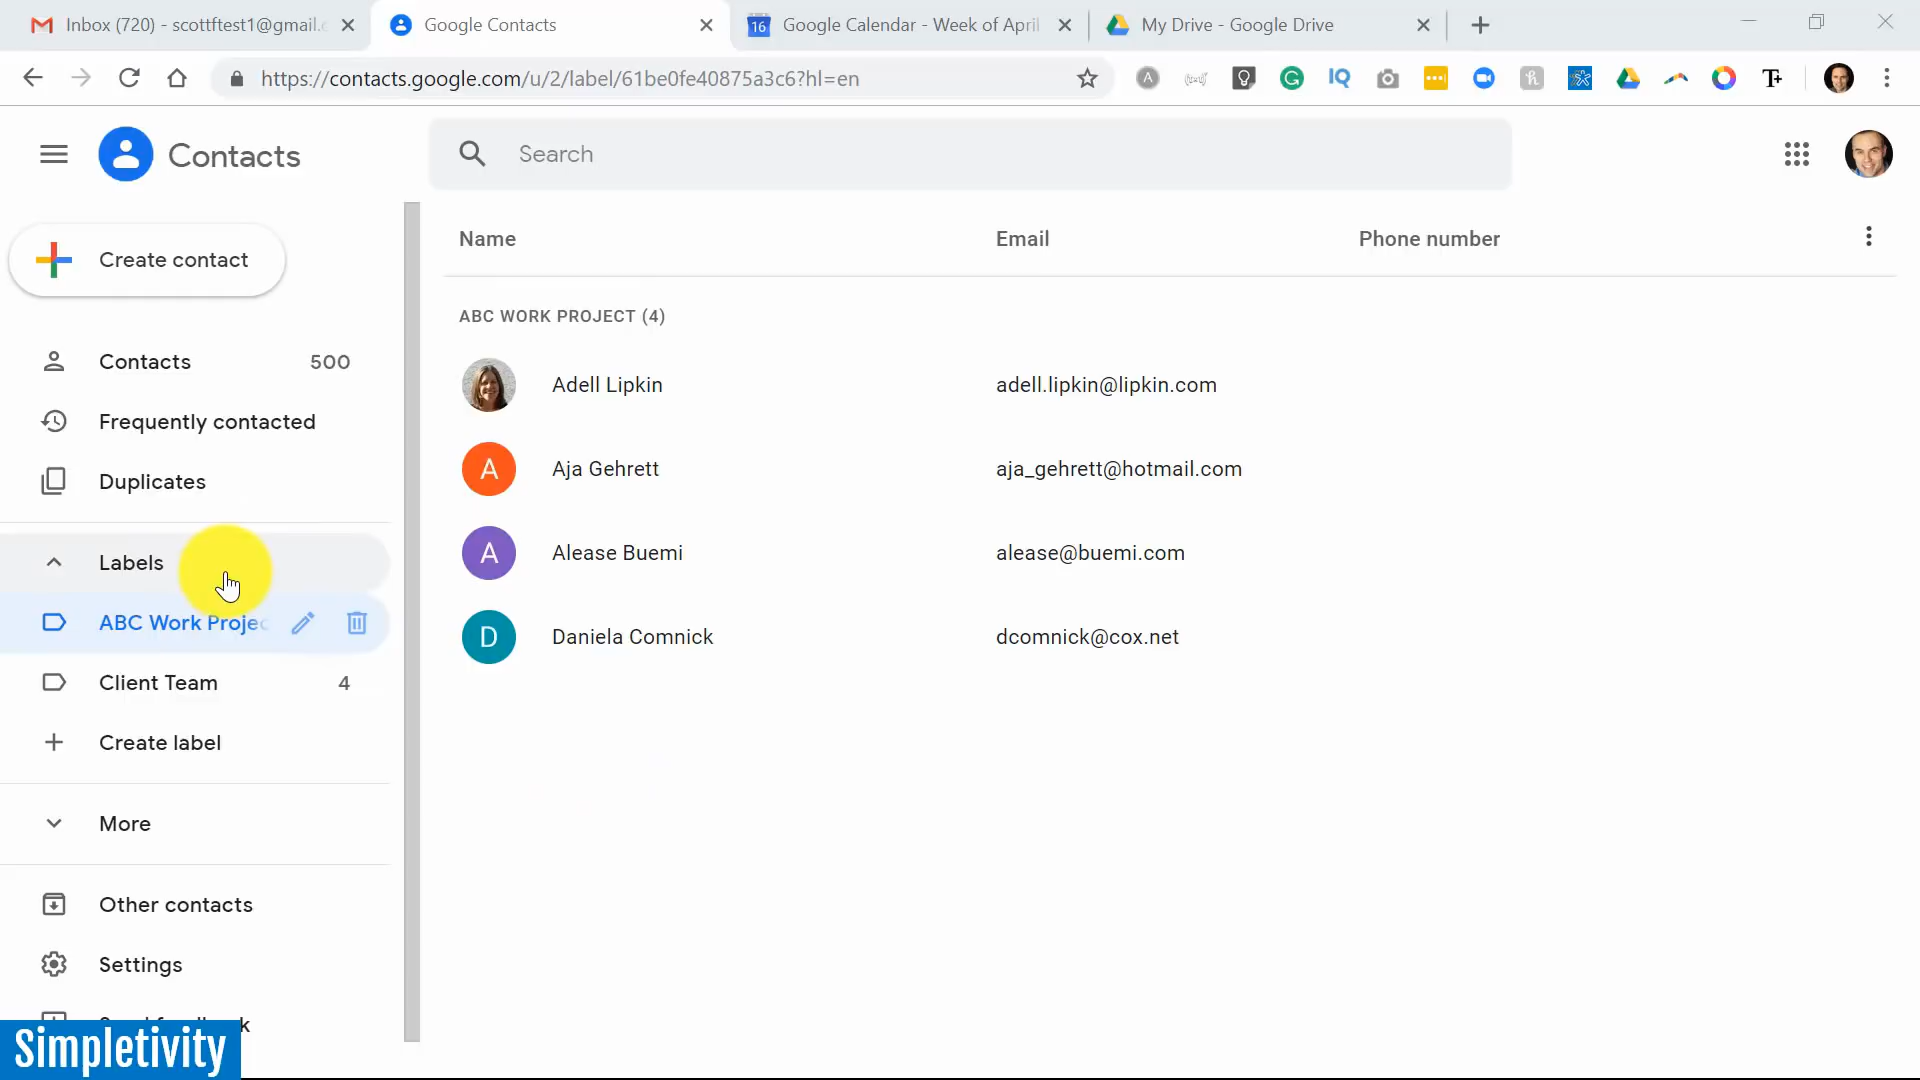 Inbox (720) - scottftest1@gmail.c
Google Contacts
16
Google Calendar - Week of April
My Drive - Google Drive
https://contacts.google.com/u/2/label/61be0fe40875a3c6?hl=en
Contacts
Search
Create contact
Name
Email
Phone number
ABC WORK PROJECT (4)
Contacts
500
Adell Lipkin
adell.lipkin@lipkin.com
Frequently contacted
A
Aja Gehrett
aja_gehrett@hotmail.com
Duplicates
A
Alease Buemi
alease@buemi.com
Labels
ABC Work Projec
D
Daniela Comnick
dcomnick@cox.net
Client Team
4
Create label
More
Other contacts
Settings
Simpletivity